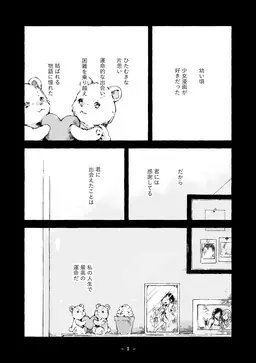 幼い頃
少女漫画が
好きだった
ひたむきな
片思い
運命的な出会い、
困難を乗り越え
結ばれる
物語に憧れた
だから
君には
感謝してる
君に
出会えたことは
私の人生で
最高の
運命だ
- 1 -